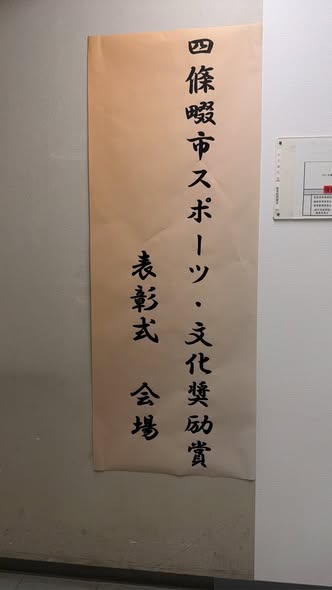 四條畷市スポーツ・文化奨励賞
表彰式　会場